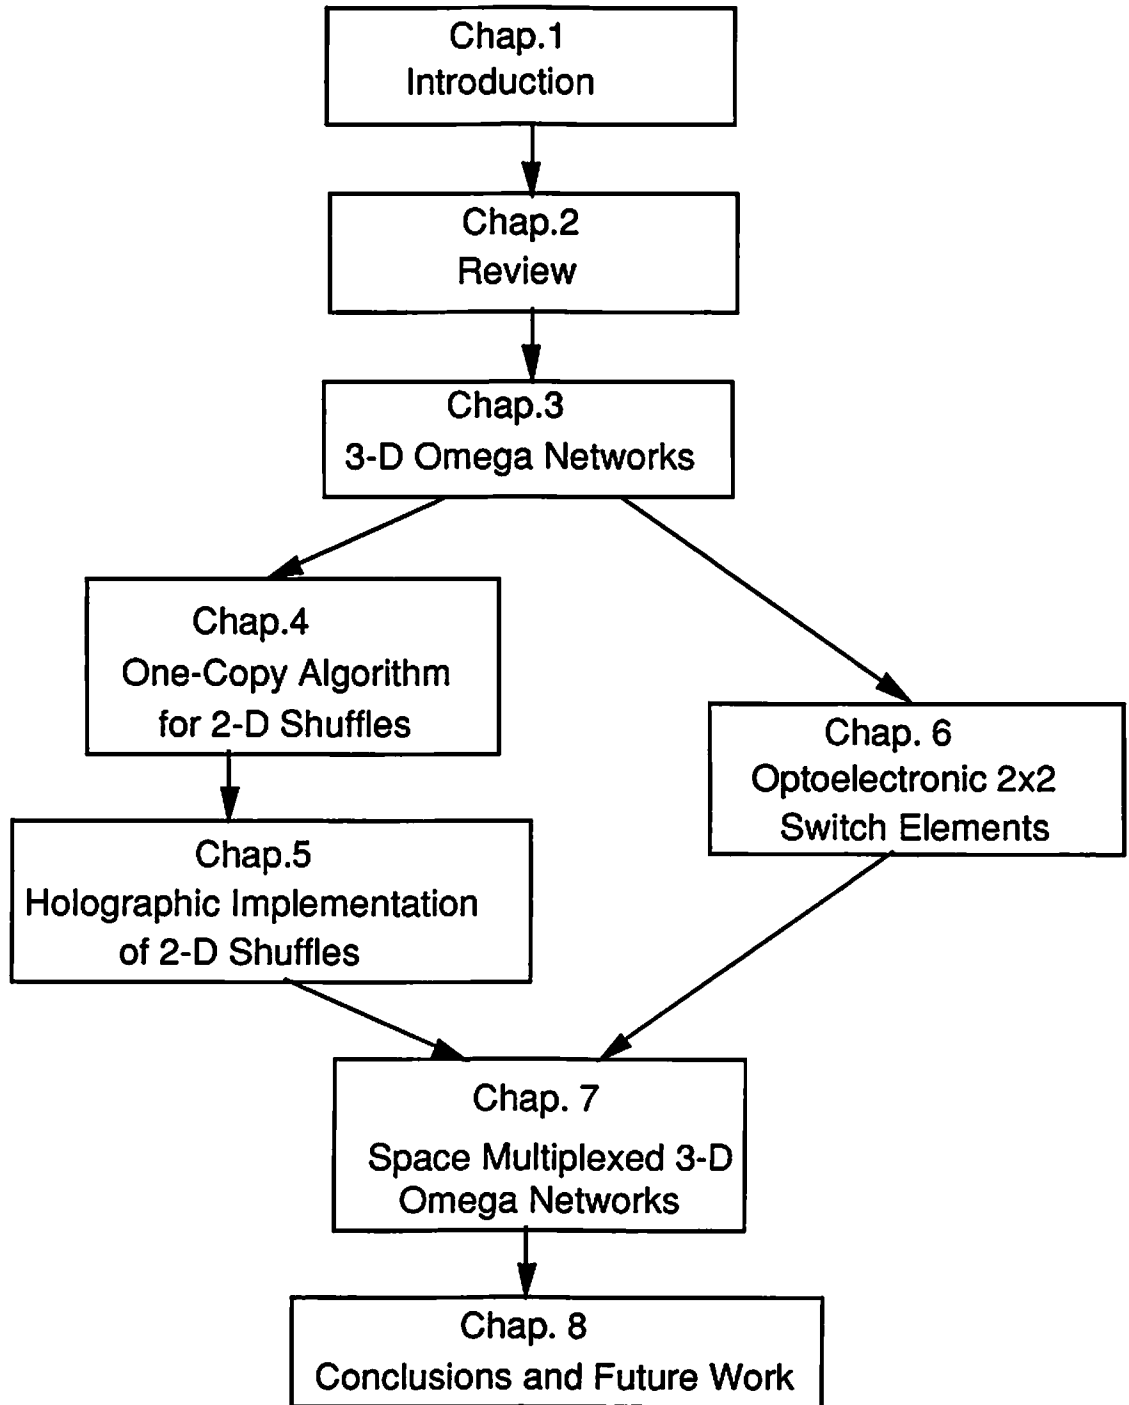 Chap.1
Introduction
Chap.2
Review
Chap.3
3-D Omega Networks
Chap.4
One-Copy Algorithm
for 2-D Shuffles
Chap.5
Holographic Implementation
of 2-D Shuffles
Chap. 6
Optoelectronic 2x2
Switch Elements
Chap. 7
Space Multiplexed 3-D
Omega Networks
Chap. 8
Conclusions and Future Work